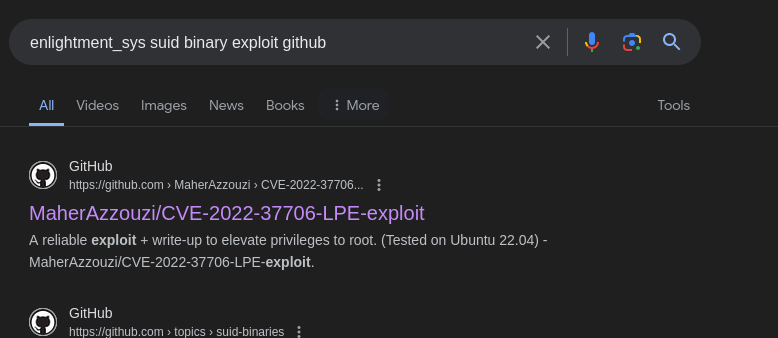 enlightment_sys suid binary exploit github
All Videos Images News Books More Tools
GitHub
https://github.com › MaherAzzouzi › CVE-2022-37706...
MaherAzzouzi/CVE-2022-37706-LPE-exploit
A reliable exploit + write-up to elevate privileges to root. (Tested on Ubuntu 22.04) -
MaherAzzouzi/CVE-2022-37706-LPE-exploit.
GitHub
https://github.com › topics › suid-binaries